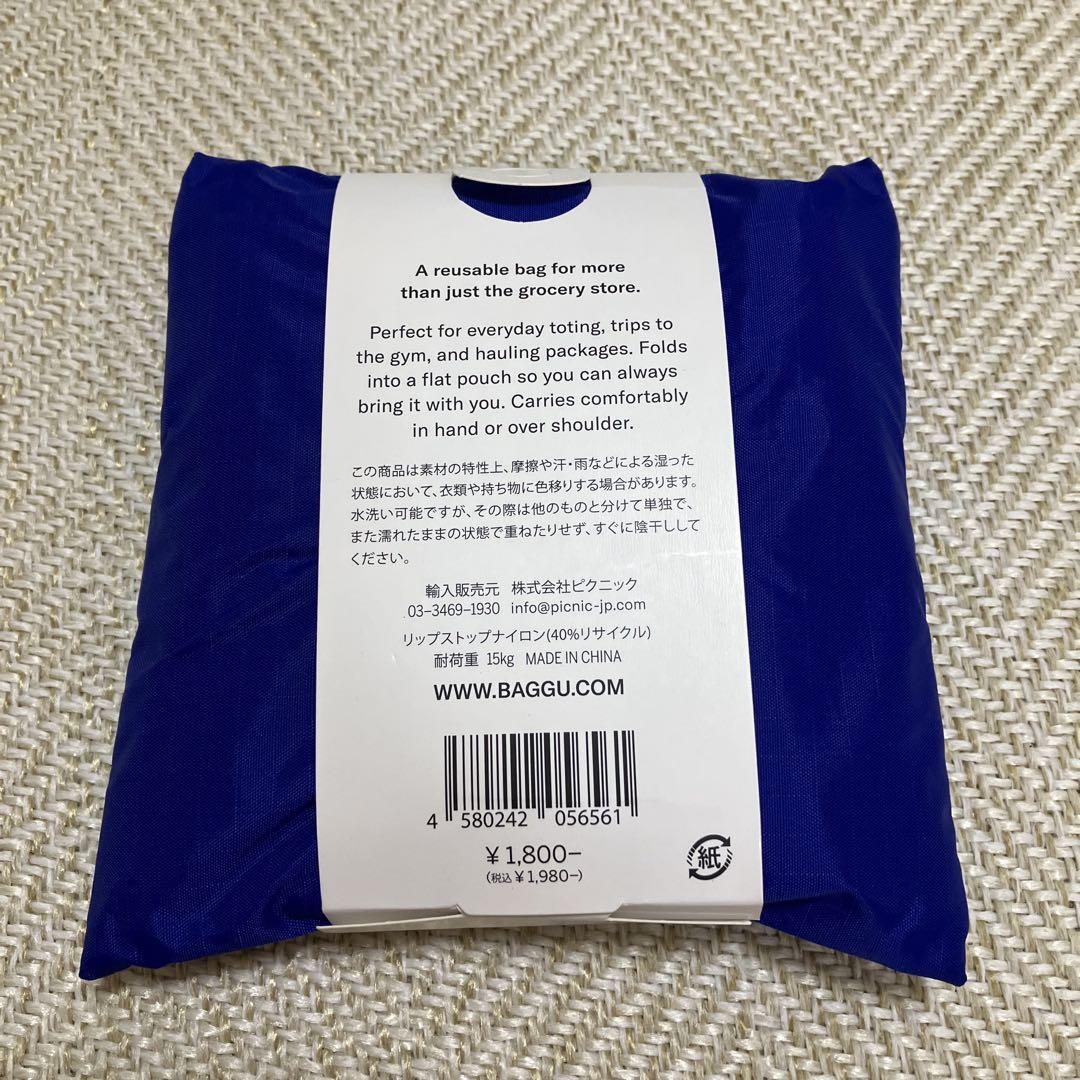 A reusable bag for more
than just the grocery store.
Perfect for everyday toting, trips to
the gym, and hauling packages. Folds
into a flat pouch so you can always
bring it with you. Carries comfortably
in hand or over shoulder.
この商品は素材の特性上、摩擦や汗・雨などによる湿った
状態において、衣類や持ち物に色移りする場合があります。
水洗い可能ですが、その際は他のものと分けて単独で、
また濡れたままの状態で重ねたりせず、すぐに陰干しして
ください。
輸入販売元 株式会社ピクニック
03-3469-1930 info@picnic-jp.com
リップストップナイロン(40%リサイクル)
耐荷重 15kg MADE IN CHINA
WWW.BAGGU.COM
4 580242 056561
¥1,800-
(税込¥1,980-)
紙